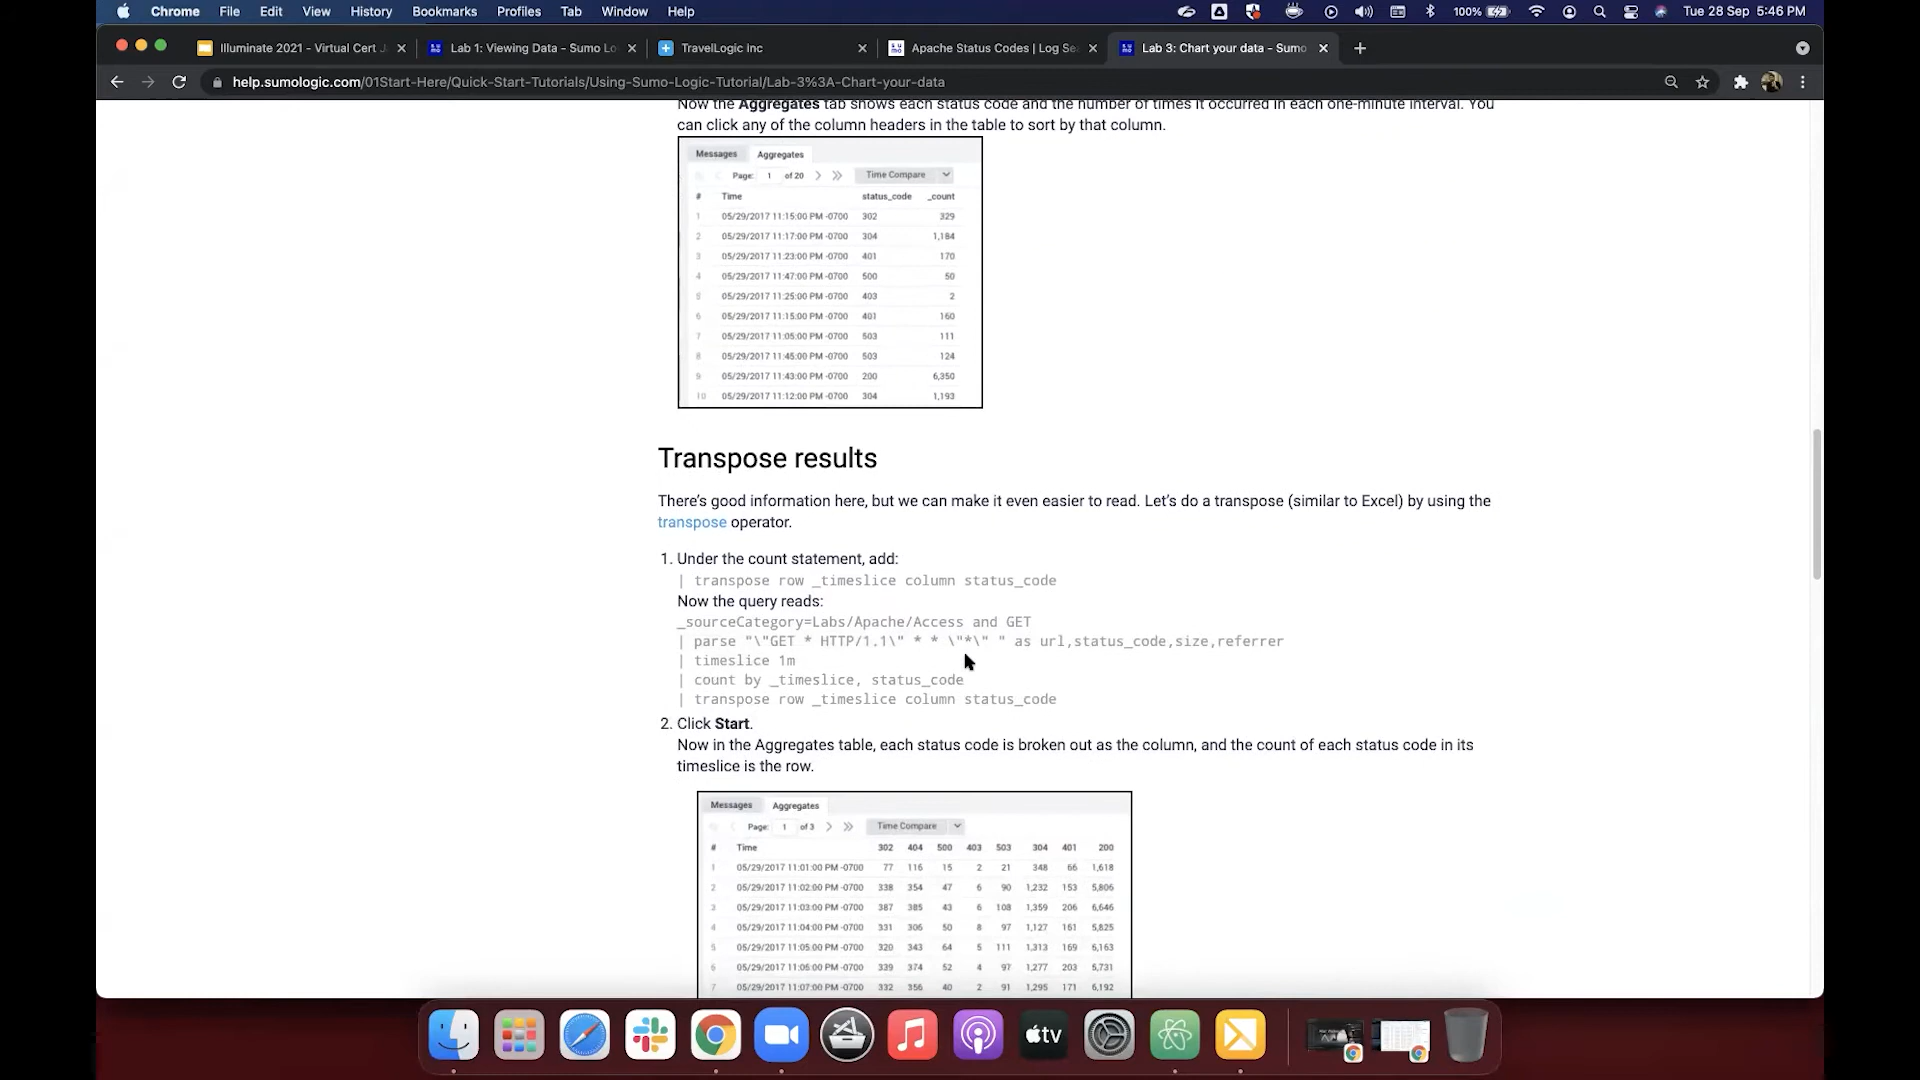 Chrome File Edit View History Bookmarks Profiles Tab Window Help 100% Tue 28 Sep 5:46 PM
Illuminate 2021 - Virtual Cert J Lab 1: Viewing Data - Sumo Lo TravelLogic Inc Apache Status Codes | Log Se Lab 3: Chart your data - Sumo
help.sumologic.com/01Start-Here/Quick-Start-Tutorials/Using-Sumo-Logic-Tutorial/Lab-3%3A-Chart-your-data
Now the Aggregates tab shows each status code and the number of times it occurred in each one-minute interval. You
can click any of the column headers in the table to sort by that column.
Messages Aggregates
Page: 1 of 20 Time Compare
# Time status_code _count
1 05/29/2017 11:15:00 PM -0700 302 329
2 05/29/2017 11:17:00 PM -0700 304 1,184
3 05/29/2017 11:23:00 PM -0700 401 170
4 05/29/2017 11:47:00 PM -0700 500 50
5 05/29/2017 11:25:00 PM -0700 403 2
6 05/29/2017 11:15:00 PM -0700 401 160
7 05/29/2017 11:05:00 PM -0700 503 111
8 05/29/2017 11:45:00 PM -0700 503 124
9 05/29/2017 11:43:00 PM -0700 200 6,350
10 05/29/2017 11:12:00 PM -0700 304 1,193
Transpose results
There's good information here, but we can make it even easier to read. Let's do a transpose (similar to Excel) by using the
transpose operator.
1. Under the count statement, add:
| transpose row _timeslice column status_code
Now the query reads:
_sourceCategory=Labs/Apache/Access and GET
| parse "\"GET * HTTP/1.1\" * * \"*\" " as url,status_code,size,referrer
| timeslice 1m
| count by _timeslice, status_code
| transpose row _timeslice column status_code
2. Click Start.
Now in the Aggregates table, each status code is broken out as the column, and the count of each status code in its
timeslice is the row.
Messages Aggregates
Page: 1 of 3 Time Compare
# Time 302 404 500 403 503 304 401 200
1 05/29/2017 11:01:00 PM -0700 77 116 15 2 21 348 66 1,618
2 05/29/2017 11:02:00 PM -0700 338 354 47 6 90 1,232 153 5,806
3 05/29/2017 11:03:00 PM -0700 387 385 43 6 108 1,359 206 6,646
4 05/29/2017 11:04:00 PM -0700 331 306 50 8 97 1,127 161 5,825
5 05/29/2017 11:05:00 PM -0700 320 343 64 5 111 1,313 169 6,163
6 05/29/2017 11:06:00 PM -0700 339 374 52 4 97 1,277 203 5,731
7 05/29/2017 11:07:00 PM -0700 332 356 40 2 91 1,295 171 6,192
tv